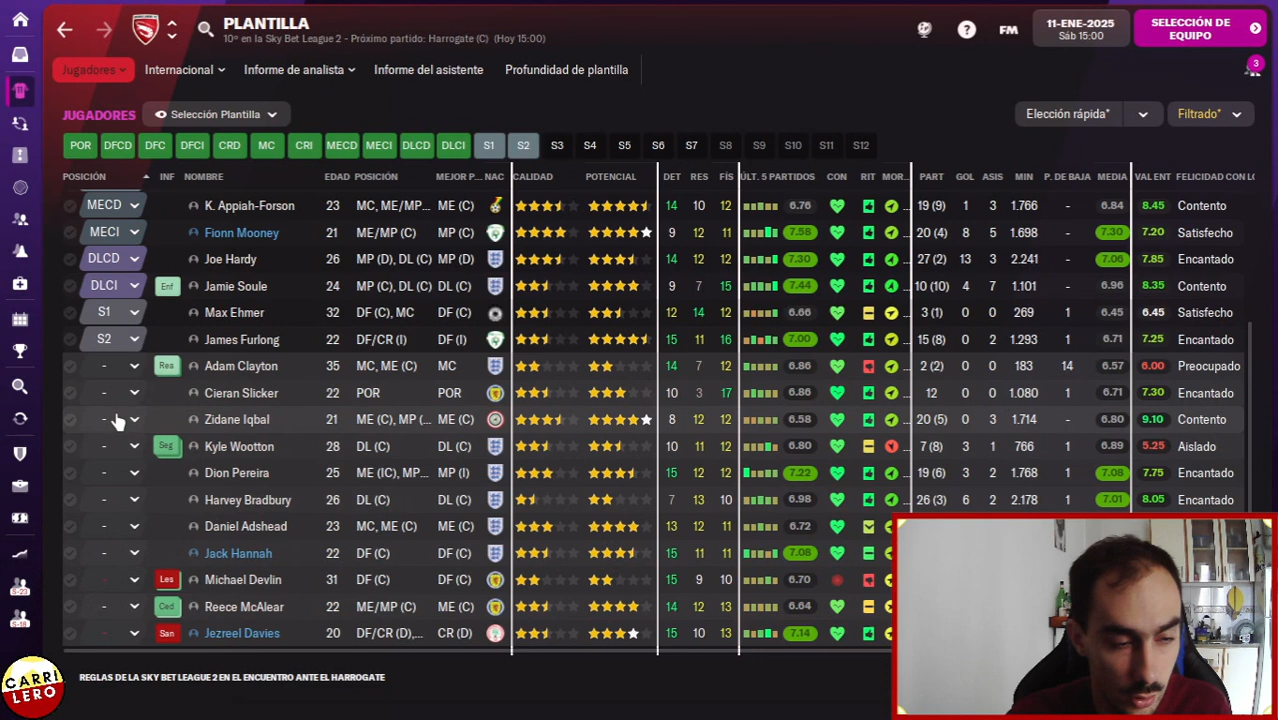 PLANTILLA
10º en la Sky Bet League 2 - Próximo partido: Harrogate (C) (Hoy 15:00)
FM
11-ENE-2025
Sáb 15:00
SELECCIÓN DE
EQUIPO
3
Jugadores Internacional Informe de analista Informe del asistente Profundidad de plantilla
JUGADORES Selección Plantilla Elección rápida* Filtrado*
POR DFCD DFC DFCI CRD MC CRI MECD MECI DLCD DLCI S1 S2 S3 S4 S5 S6 S7 S8 S9 S10 S11 S12
POSICIÓN INF NOMBRE EDAD POSICIÓN MEJOR P... NAC CALIDAD POTENCIAL DET RES FÍS ÚLT. 5 PARTIDOS CON RIT MOR... PART GOL ASIS MIN P. DE BAJA MEDIA VAL ENT FELICIDAD CON LO
MECD K. Appiah-Forson 23 MC, ME/MP... ME (C) 14 10 12 6.76 ... 19 (9) 1 3 1.766 - 6.84 8.45 Contento
MECI Fionn Mooney 21 ME/MP (C) MP (C) 9 12 11 7.58 ... 20 (4) 8 5 1.698 - 7.30 7.20 Satisfecho
DLCD Joe Hardy 26 MP (D), DL (C) DL (C) 14 12 12 7.30 ... 27 (2) 13 3 2.241 - 7.06 7.85 Encantado
DLCI Enf Jamie Soule 24 MP (C), DL (C) DL (C) 9 7 15 7.44 ... 10 (10) 4 7 1.101 - 6.96 8.35 Encantado
S1 Max Ehmer 32 DF (C), MC DF (C) 12 14 12 6.66 ... 3 (1) 0 0 269 - 6.45 6.45 Satisfecho
S2 James Furlong 22 DF/CR (I) DF (I) 15 11 16 7.00 ... 15 (8) 0 2 1.293 - 6.71 7.25 Encantado
- Rea Adam Clayton 35 MC MC 14 7 12 6.86 ... 2 (2) 0 0 183 14 6.57 6.00 Preocupado
- Cieran Slicker 22 POR POR 10 3 17 6.86 ... 12 0 0 1.080 1 6.71 7.30 Encantado
- Zidane Iqbal 21 ME (C), MP (... ME (C) 8 12 12 6.58 ... 20 (5) 0 3 1.714 - 6.80 9.10 Contento
- Seg Kyle Wootton 28 DL (C) DL (C) 10 11 12 6.80 ... 7 (8) 3 1 766 1 6.89 5.25 Aislado
- Dion Pereira 25 ME (IC), MP... MP (I) 15 12 12 7.22 ... 19 (6) 3 2 1.768 1 7.08 7.75 Encantado
- Harvey Bradbury 26 DL (C) DL (C) 7 13 10 6.98 ... 26 (3) 6 2 2.178 1 7.01 8.05 Encantado
- Daniel Adshead 23 MC, ME (C) ME (C) 13 12 11 6.72
- Jack Hannah 22 DF (C) DF (C) 15 11 11 7.08
- Les Michael Devlin 31 DF (C) DF (C) 15 9 10 6.70
- Ced Reece McAlear 22 ME/MP (C) ME (C) 14 12 13 6.64
- San Jezreel Davies 20 DF/CR (D),... CR (D) 15 10 13 7.14
S-23
S-18
CARRI
LERO
REGLAS DE LA SKY BET LEAGUE 2 EN EL ENCUENTRO ANTE EL HARROGATE